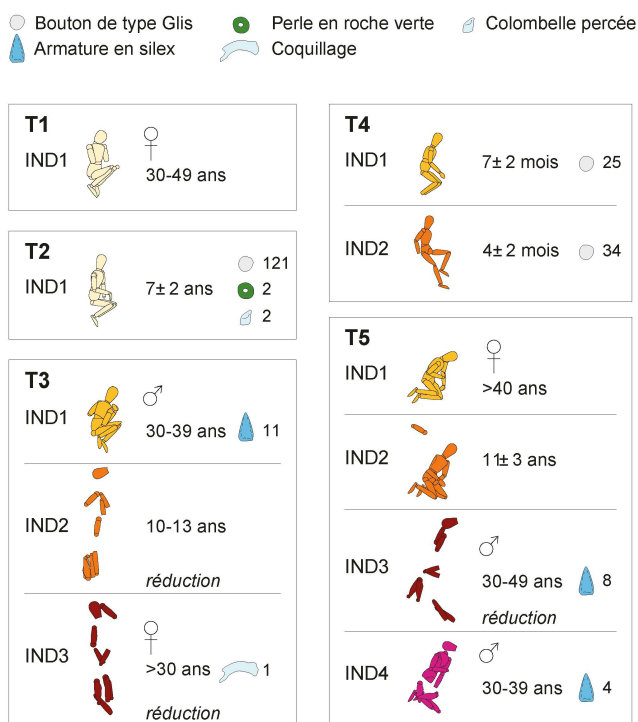 Bouton de type Glis
Perle en roche verte
Colombelle percée
Armature en silex
Coquillage
T1
IND1
♀
30-49 ans
T2
IND1
7± 2 ans
121
2
2
T3
IND1
♂
30-39 ans
11
IND2
10-13 ans
réduction
IND3
♀
>30 ans
1
réduction
T4
IND1
7± 2 mois
25
IND2
4± 2 mois
34
T5
IND1
♀
>40 ans
IND2
11± 3 ans
IND3
♂
30-49 ans
8
réduction
IND4
♂
30-39 ans
4